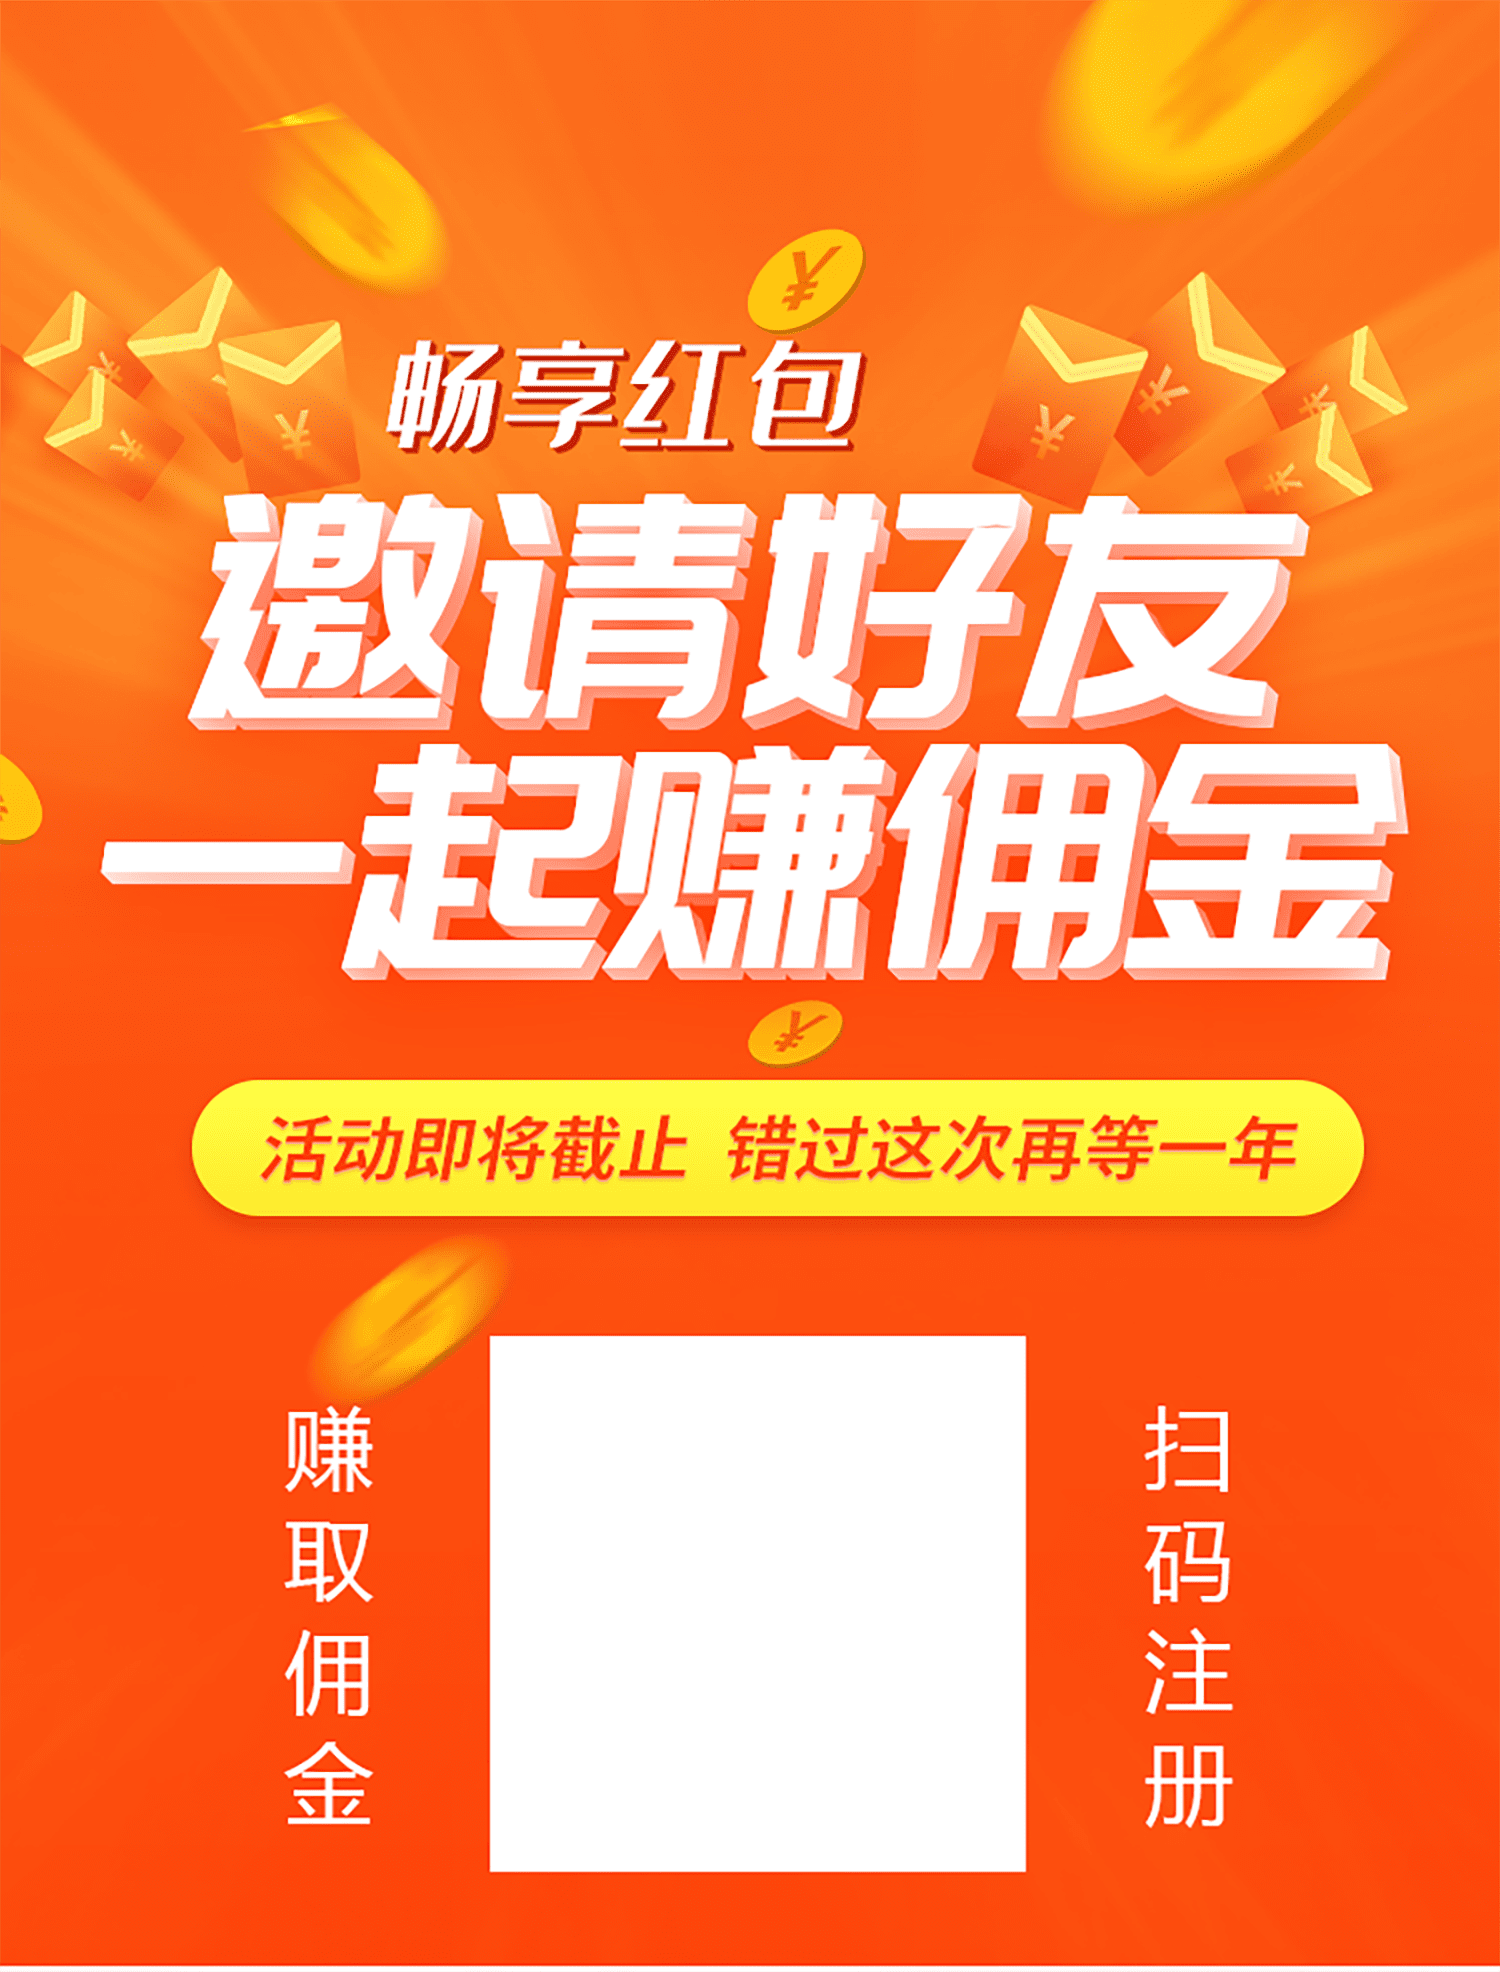 畅享红包
邀请好友
一起赚佣金
活动即将截止 错过这次再等一年
赚取佣金
扫码注册